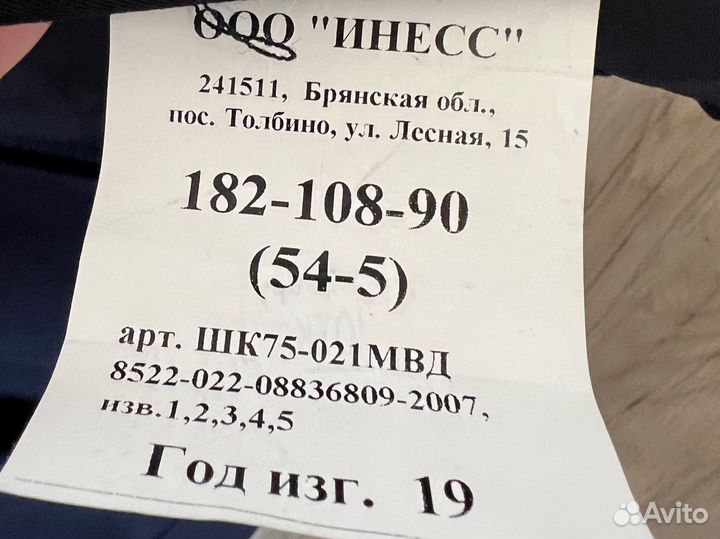 ООО "ИНЕСС"
241511, Брянская обл.,
пос. Толбино, ул. Лесная, 15
182-108-90
(54-5)
арт. ШК75-021МВД
8522-022-08836809-2007,
изв.1,2,3,4,5
Год изг. 19
Avito